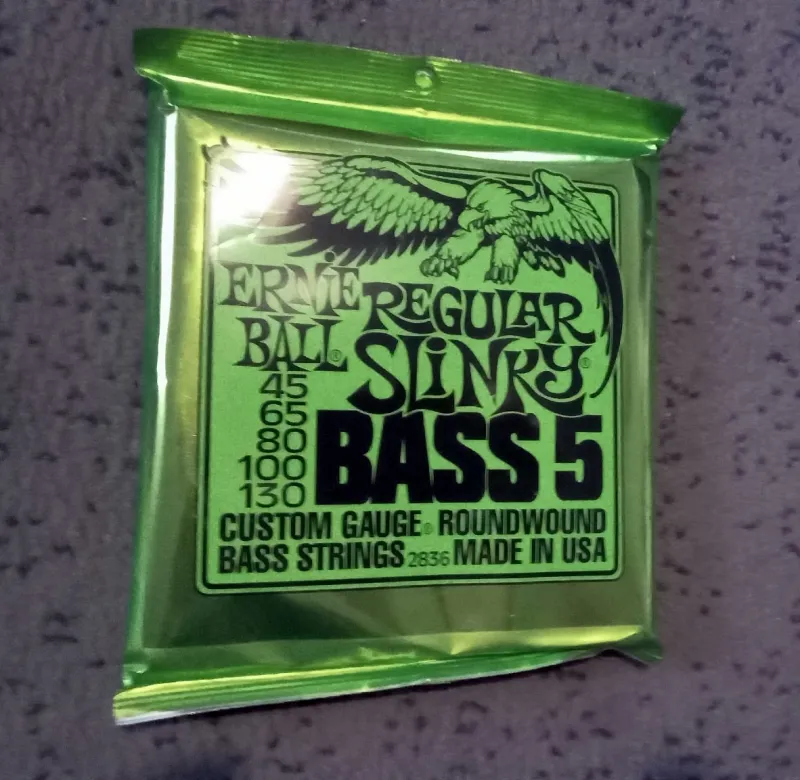 ERNIE
BALL®
REGULAR
SLINKY®
45
65
80
100
130
BASS 5
CUSTOM GAUGE® ROUNDWOUND
BASS STRINGS 2836 MADE IN USA